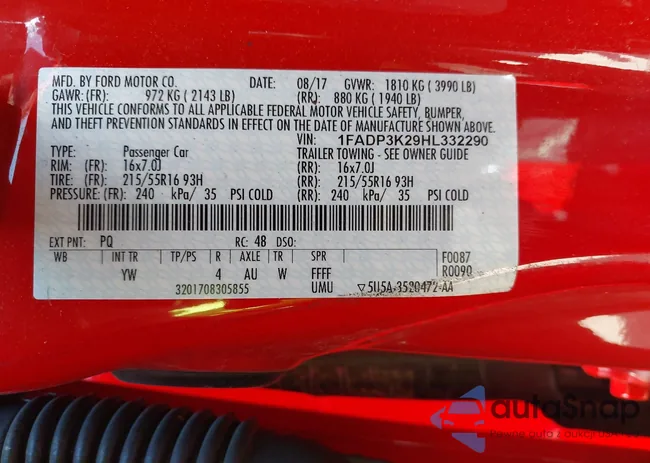 MFD. BY FORD MOTOR CO. DATE: 08/17 GVWR: 1810 KG ( 3990 LB)
GAWR: (FR): 972 KG ( 2143 LB) (RR): 880 KG ( 1940 LB)
THIS VEHICLE CONFORMS TO ALL APPLICABLE FEDERAL MOTOR VEHICLE SAFETY, BUMPER,
AND THEFT PREVENTION STANDARDS IN EFFECT ON THE DATE OF MANUFACTURE SHOWN ABOVE.
VIN: 1FADP3K29HL332290
TYPE: Passenger Car TRAILER TOWING - SEE OWNER GUIDE
RIM: (FR): 16x7.0J (RR): 16x7.0J
TIRE: (FR): 215/55R16 93H (RR): 215/55R16 93H
PRESSURE: (FR): 240 kPa/ 35 PSI COLD (RR): 240 kPa/ 35 PSI COLD
EXT PNT: PQ RC: 48 DSO: F0087
WB INT TR TP/PS R AXLE TR SPR R0090
YW 4 AU W FFFF
3201708305855 UMU ▽5U5A-3520472-AA
autoSnap
Pewne auto z aukcji